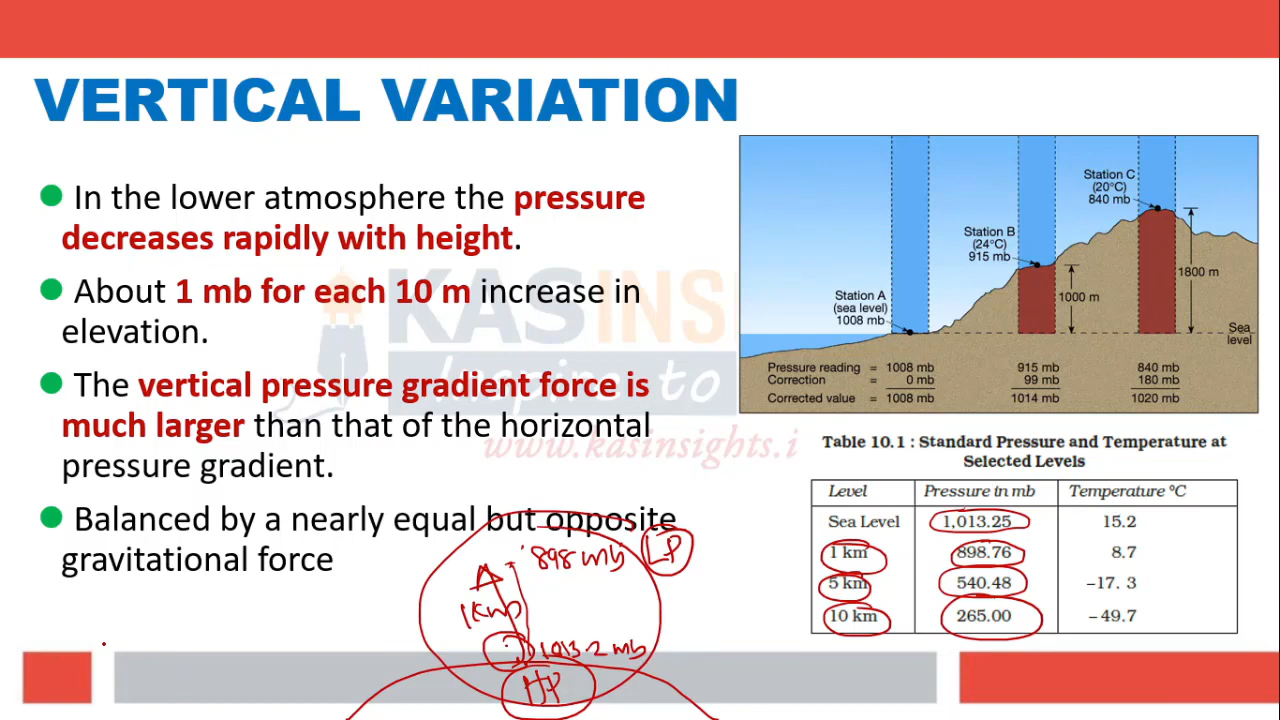 VERTICAL VARIATION
In the lower atmosphere the pressure
decreases rapidly with height.
About 1 mb for each 10 m increase in
elevation.
The vertical pressure gradient force is
much larger than that of the horizontal
pressure gradient.
Balanced by a nearly equal but opposite
gravitational force
KASINS
Inspire to
www.kasinsights.i
Station C
(20°C)
840 mb
Station B
(24°C)
915 mb
Station A
(sea level)
1008 mb
1000 m
1800 m
Sea
level
Pressure reading = 1008 mb 915 mb 840 mb
Correction = 0 mb 99 mb 180 mb
Corrected value = 1008 mb 1014 mb 1020 mb
Table 10.1 : Standard Pressure and Temperature at
Selected Levels
Level Pressure in mb Temperature °C
Sea Level 1,013.25 15.2
1 km 898.76 8.7
5 km 540.48 –17. 3
10 km 265.00 – 49.7
898 mb LP
1km
1013.2 mb
HP